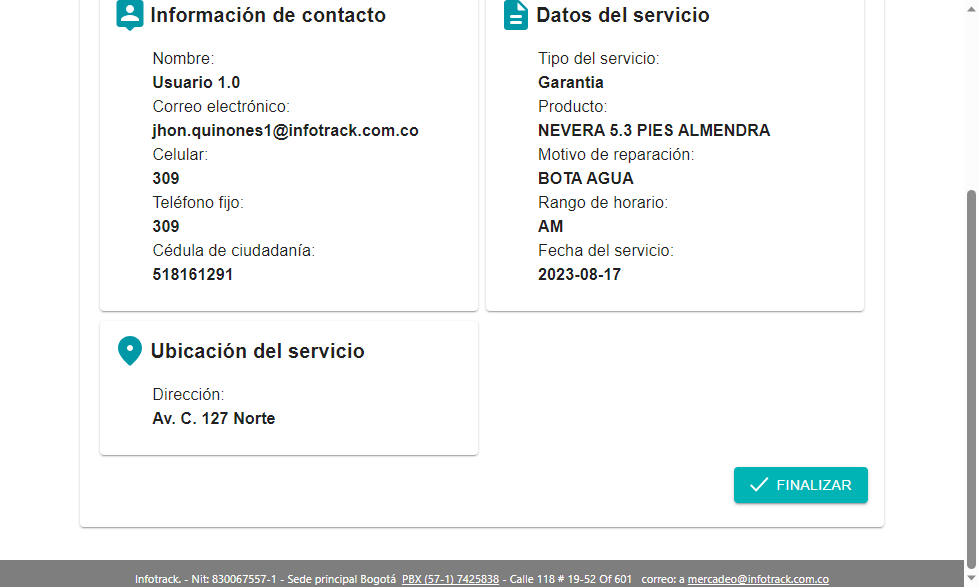 Información de contacto
Nombre:
Usuario 1.0
Correo electrónico:
jhon.quinones1@infotrack.com.co
Celular:
309
Teléfono fijo:
309
Cédula de ciudadanía:
518161291
Datos del servicio
Tipo del servicio:
Garantia
Producto:
NEVERA 5.3 PIES ALMENDRA
Motivo de reparación:
BOTA AGUA
Rango de horario:
AM
Fecha del servicio:
2023-08-17
Ubicación del servicio
Dirección:
Av. C. 127 Norte
FINALIZAR
Infotrack. - Nit: 830067557-1 - Sede principal Bogotá PBX (57-1) 7425838 - Calle 118 # 19-52 Of 601 correo: a mercadeo@infotrack.com.co